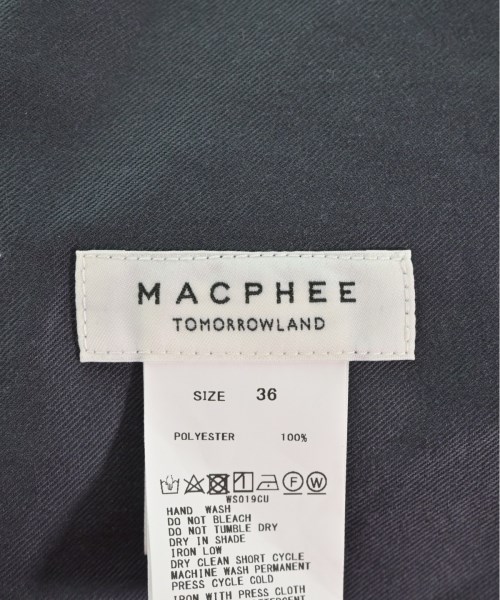 MACPHEE
TOMORROWLAND
SIZE 36
POLYESTER 100%
F W
WS019CU
HAND WASH
DO NOT BLEACH
DO NOT TUMBLE DRY
DRY IN SHADE
IRON LOW
DRY CLEAN SHORT CYCLE
MACHINE WASH PERMANENT
PRESS CYCLE COLD
IRON WITH PRESS CLOTH